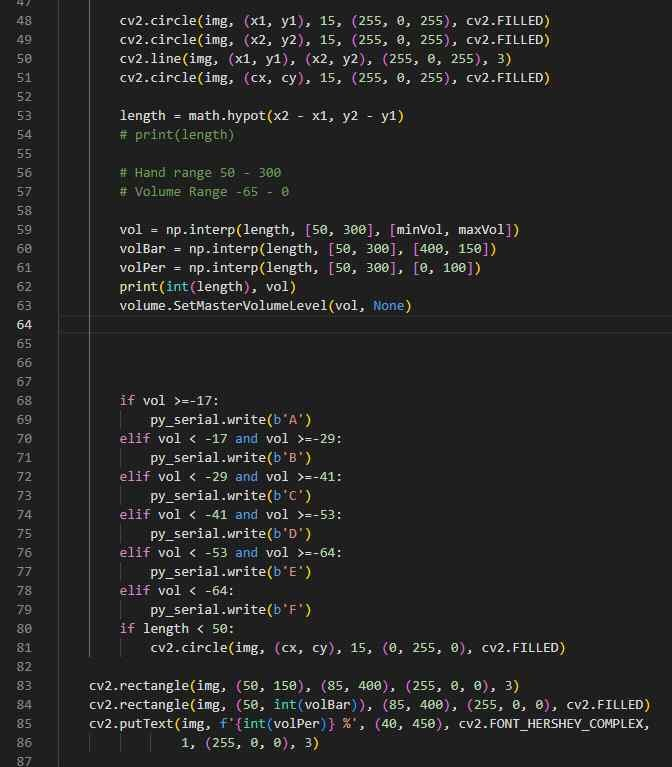 47
48 cv2.circle(img, (x1, y1), 15, (255, 0, 255), cv2.FILLED)
49 cv2.circle(img, (x2, y2), 15, (255, 0, 255), cv2.FILLED)
50 cv2.line(img, (x1, y1), (x2, y2), (255, 0, 255), 3)
51 cv2.circle(img, (cx, cy), 15, (255, 0, 255), cv2.FILLED)
52
53 length = math.hypot(x2 - x1, y2 - y1)
54 # print(length)
55
56 # Hand range 50 - 300
57 # Volume Range -65 - 0
58
59 vol = np.interp(length, [50, 300], [minVol, maxVol])
60 volBar = np.interp(length, [50, 300], [400, 150])
61 volPer = np.interp(length, [50, 300], [0, 100])
62 print(int(length), vol)
63 volume.SetMasterVolumeLevel(vol, None)
64
65
66
67
68 if vol >=-17:
69 py_serial.write(b'A')
70 elif vol < -17 and vol >=-29:
71 py_serial.write(b'B')
72 elif vol < -29 and vol >=-41:
73 py_serial.write(b'C')
74 elif vol < -41 and vol >=-53:
75 py_serial.write(b'D')
76 elif vol < -53 and vol >=-64:
77 py_serial.write(b'E')
78 elif vol < -64:
79 py_serial.write(b'F')
80 if length < 50:
81 cv2.circle(img, (cx, cy), 15, (0, 255, 0), cv2.FILLED)
82
83 cv2.rectangle(img, (50, 150), (85, 400), (255, 0, 0), 3)
84 cv2.rectangle(img, (50, int(volBar)), (85, 400), (255, 0, 0), cv2.FILLED)
85 cv2.putText(img, f'{int(volPer)} %', (40, 450), cv2.FONT_HERSHEY_COMPLEX,
86 1, (255, 0, 0), 3)
87